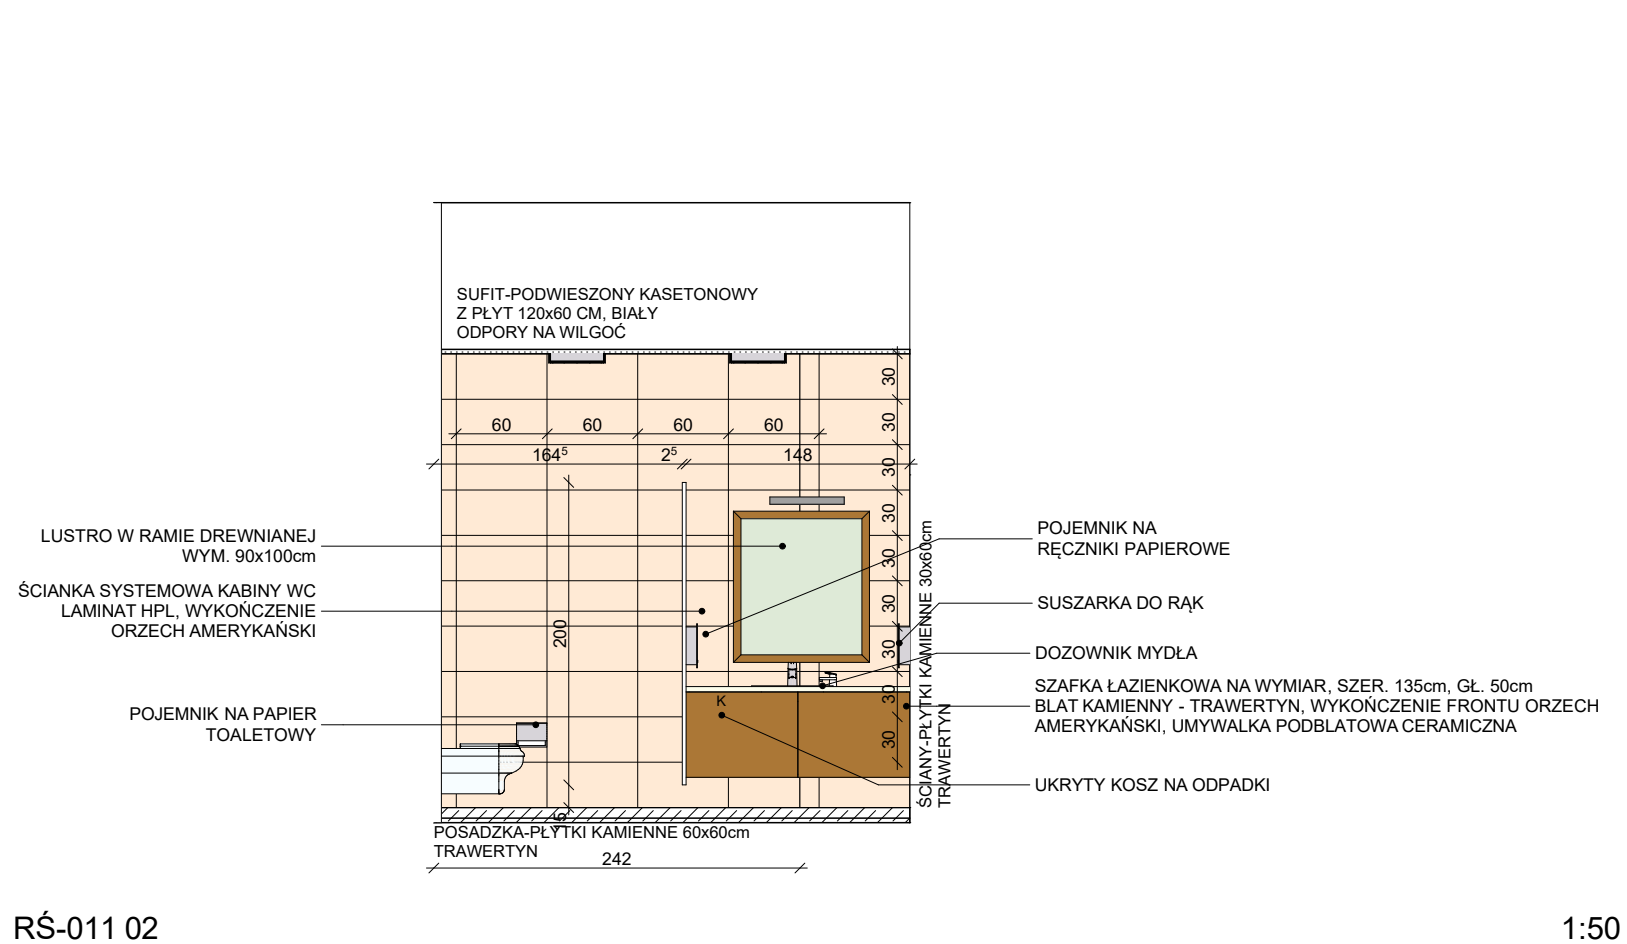 SUFIT-PODWIESZONY KASETONOWY
Z PŁYT 120x60 CM, BIAŁY
ODPORY NA WILGOĆ
30
30
30
30
30
30
30
30
30
60
60
60
60
164⁵
2⁵
148
200
15
242
LUSTRO W RAMIE DREWNIANEJ
WYM. 90x100cm
ŚCIANKA SYSTEMOWA KABINY WC
LAMINAT HPL, WYKOŃCZENIE
ORZECH AMERYKAŃSKI
POJEMNIK NA PAPIER
TOALETOWY
K
POSADZKA-PŁYTKI KAMIENNE 60x60cm
TRAWERTYN
ŚCIANY-PŁYTKI KAMIENNE 30x60cm
TRAWERTYN
POJEMNIK NA
RĘCZNIKI PAPIEROWE
SUSZARKA DO RĄK
DOZOWNIK MYDŁA
SZAFKA ŁAZIENKOWA NA WYMIAR, SZER. 135cm, GŁ. 50cm
BLAT KAMIENNY - TRAWERTYN, WYKOŃCZENIE FRONTU ORZECH
AMERYKAŃSKI, UMYWALKA PODBLATOWA CERAMICZNA
UKRYTY KOSZ NA ODPADKI
RŚ-011 02
1:50